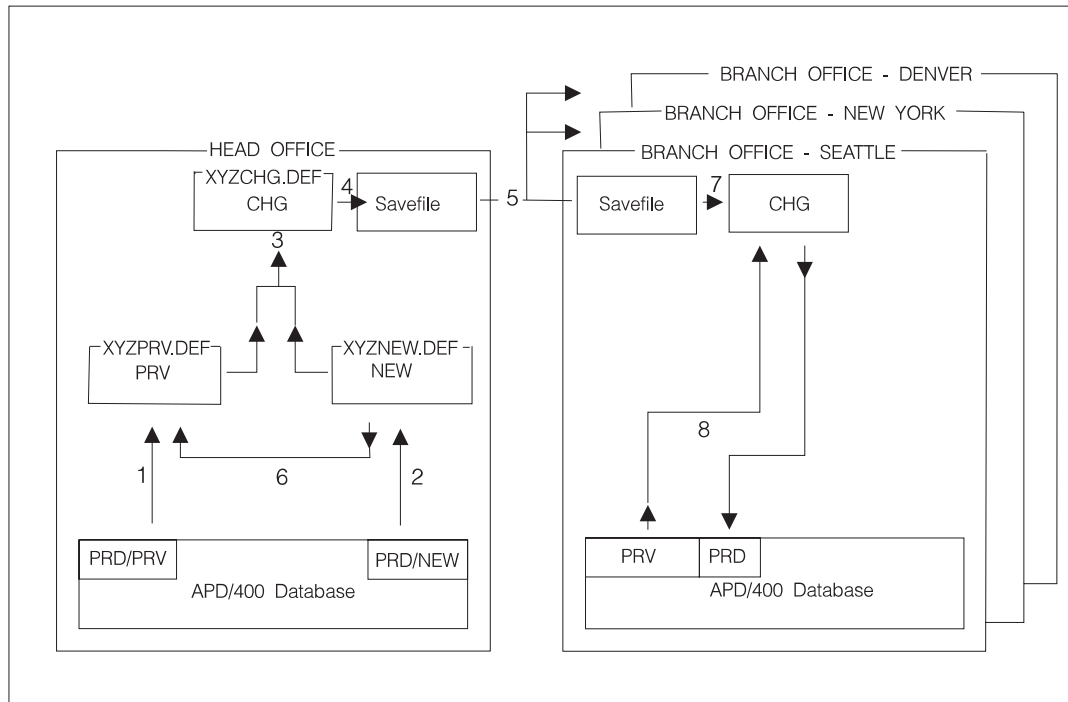 BRANCH OFFICE - DENVER
BRANCH OFFICE - NEW YORK
HEAD OFFICE
BRANCH OFFICE - SEATTLE
XYZCHG.DEF
CHG
4
Savefile
5
Savefile
7
CHG
3
XYZPRV.DEF
PRV
XYZNEW.DEF
NEW
8
1
6
2
PRD/PRV
PRD/NEW
APD/400 Database
PRV
PRD
APD/400 Database